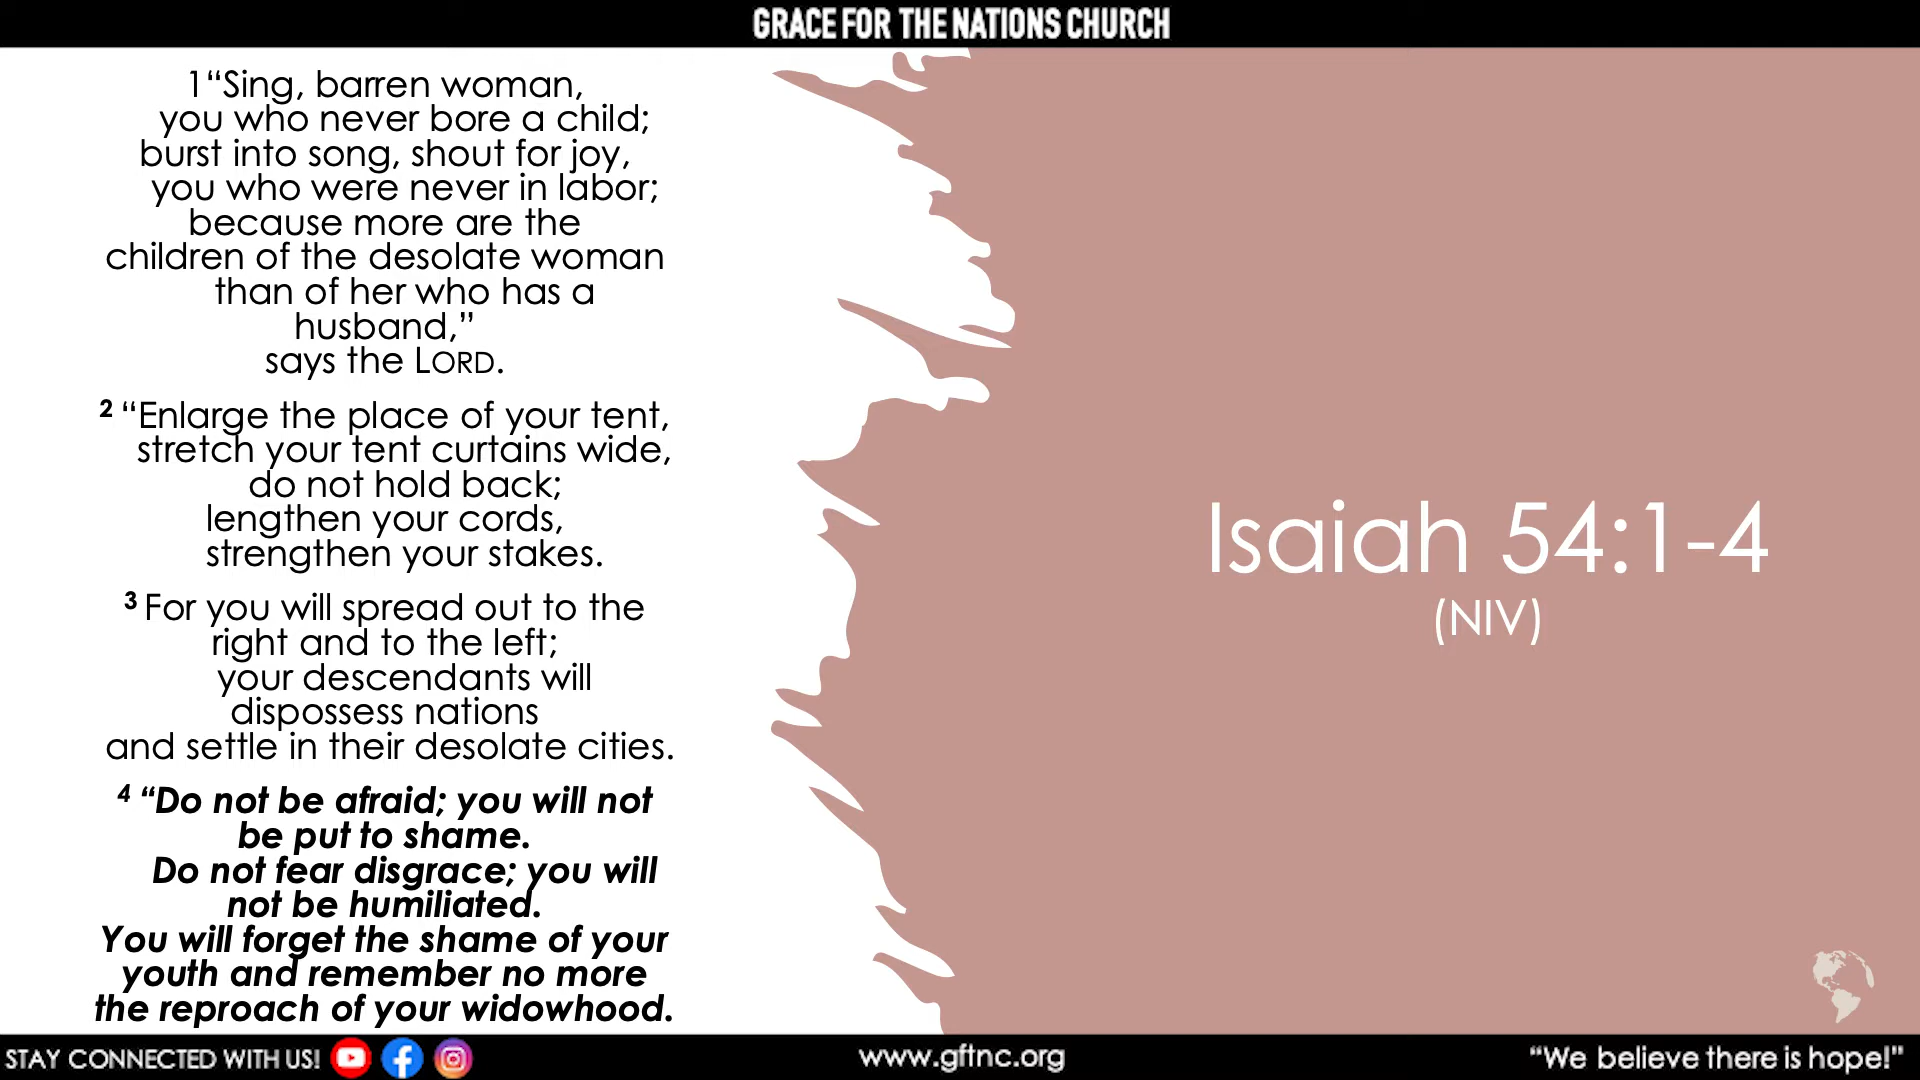 GRACE FOR THE NATIONS CHURCH
1“Sing, barren woman,
you who never bore a child;
burst into song, shout for joy,
you who were never in labor;
because more are the
children of the desolate woman
than of her who has a
husband,”
says the LORD.
2 “Enlarge the place of your tent,
stretch your tent curtains wide,
do not hold back;
lengthen your cords,
strengthen your stakes.
3 For you will spread out to the
right and to the left;
your descendants will
dispossess nations
and settle in their desolate cities.
4 “Do not be afraid; you will not
be put to shame.
Do not fear disgrace; you will
not be humiliated.
You will forget the shame of your
youth and remember no more
the reproach of your widowhood.
Isaiah 54:1-4
(NIV)
STAY CONNECTED WITH US!
www.gftnc.org
“We believe there is hope!”